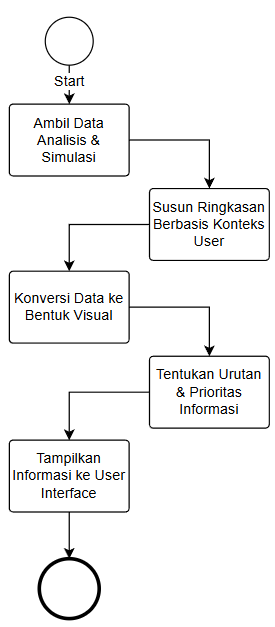 Start
Ambil Data
Analisis &
Simulasi
Susun Ringkasan
Berbasis Konteks
User
Konversi Data ke
Bentuk Visual
Tentukan Urutan
& Prioritas
Informasi
Tampilkan
Informasi ke User
Interface